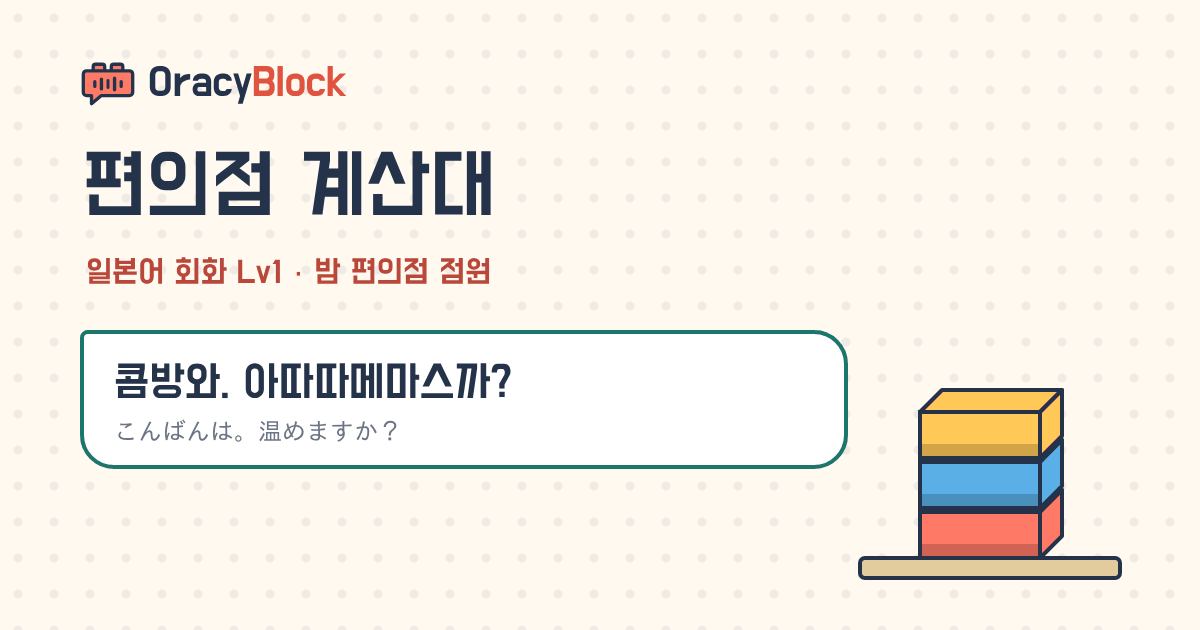 OracyBlock
편의점 계산대
일본어 회화 Lv1 · 밤 편의점 점원
콤방와. 아따따메마스까?
こんばんは。温めますか？